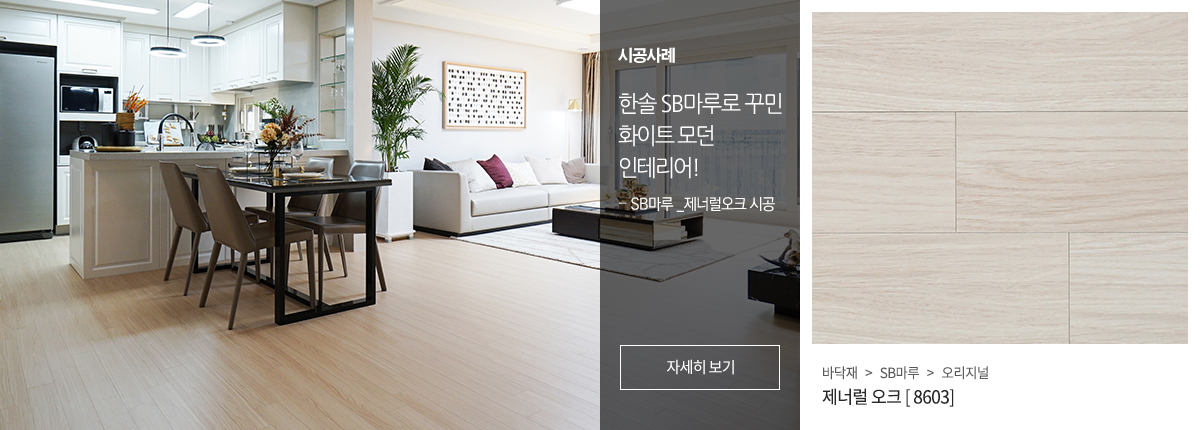 시공사례
한솔 SB마루로 꾸민
화이트 모던
인테리어!
- SB마루 _제너럴오크 시공
자세히 보기
바닥재 > SB마루 > 오리지널
제너럴 오크 [ 8603]